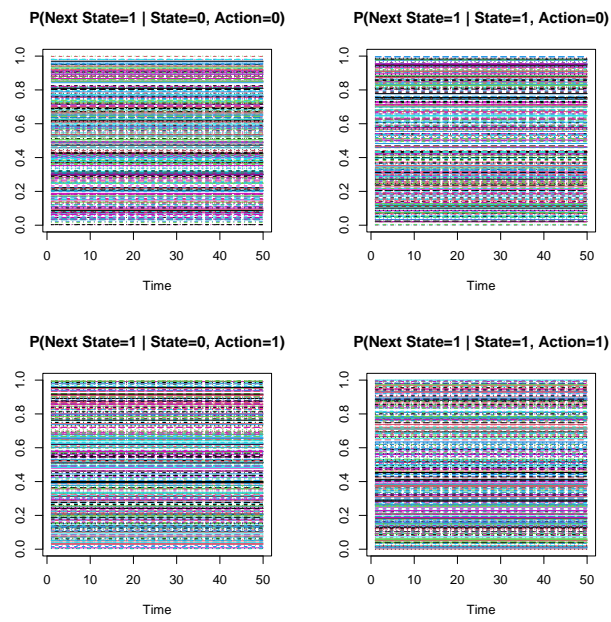 P(Next State=1 | State=0, Action=0)
P(Next State=1 | State=1, Action=0)
0.0 0.2 0.4 0.6 0.8 1.0
0 10 20 30 40 50
Time
0.0 0.2 0.4 0.6 0.8 1.0
0 10 20 30 40 50
Time
P(Next State=1 | State=0, Action=1)
P(Next State=1 | State=1, Action=1)
0.0 0.2 0.4 0.6 0.8 1.0
0 10 20 30 40 50
Time
0.0 0.2 0.4 0.6 0.8 1.0
0 10 20 30 40 50
Time